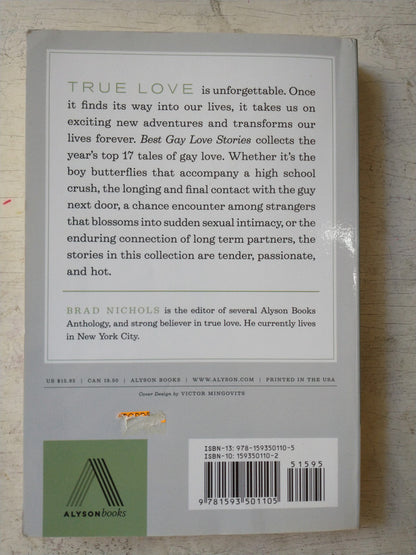 TRUE LOVE is unforgettable. Once
it finds its way into our lives, it takes us on
exciting new adventures and transforms our
lives forever. Best Gay Love Stories collects the
year's top 17 tales of gay love. Whether it's the
boy butterflies that accompany a high school
crush, the longing and final contact with the guy
next door, a chance encounter among strangers
that blossoms into sudden sexual intimacy, or the
enduring connection of long term partners, the
stories in this collection are tender, passionate,
and hot.
BRAD NICHOLS is the editor of several Alyson Books
Anthology, and strong believer in true love. He currently lives
in New York City.
US $15.95 | CAN 19.50 | ALYSON BOOKS | WWW.ALYSON.COM | PRINTED IN THE USA
Cover Design by VICTOR MINGOVITS
ALYSONbooks
ISBN-13: 978-159350110-5
ISBN-10: 159350110-2
51595
9 781593 501105